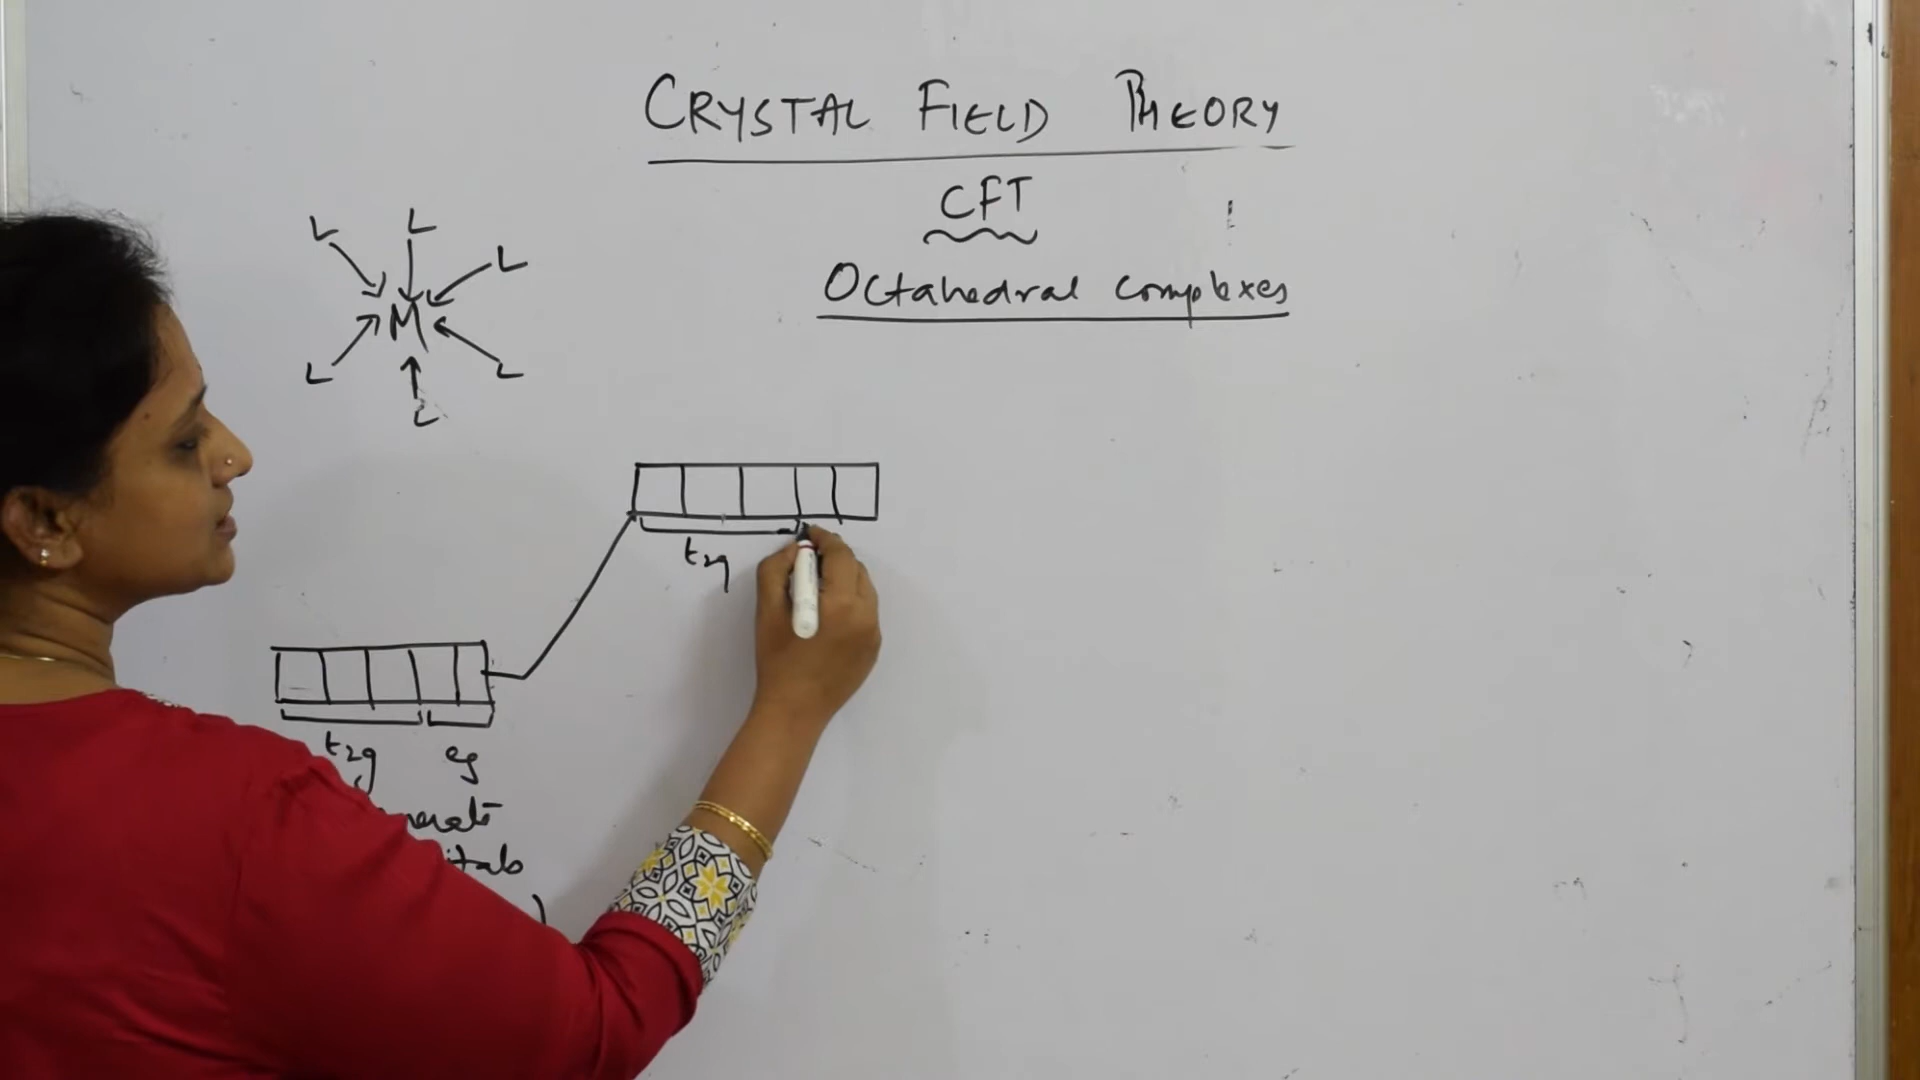 CRYSTAL FIELD THEORY
CFT
Octahedral complexes
L L L
M
L L
L
t2g
t2g eg